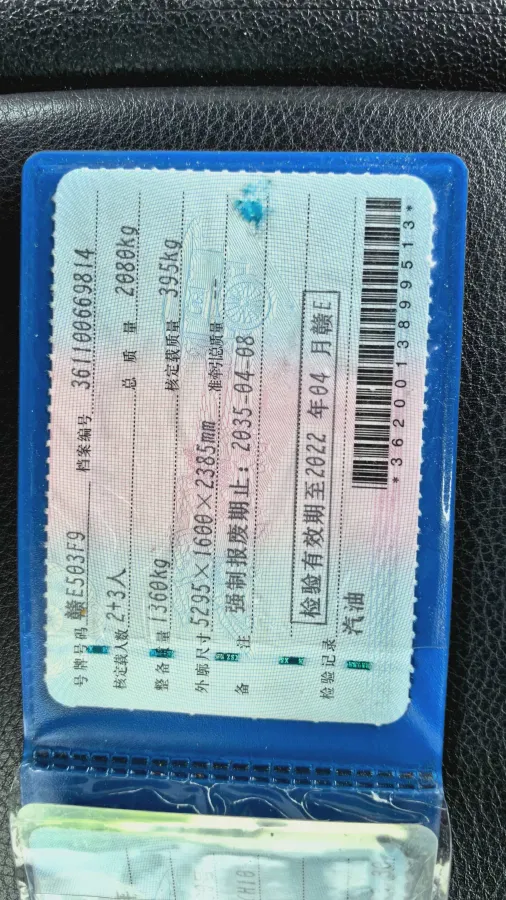 号牌号码 赣E503F9 档案编号 361100669814
核定载人数 2+3人 总质量 2080kg
整备质量 1360kg 核定载质量 395kg
外廓尺寸 5295×1600×2385mm 准牵引总质量
备注 强制报废期止：2035-04-08
检验有效期至2022 年04 月赣E
检验记录 汽油
*3620013899513*